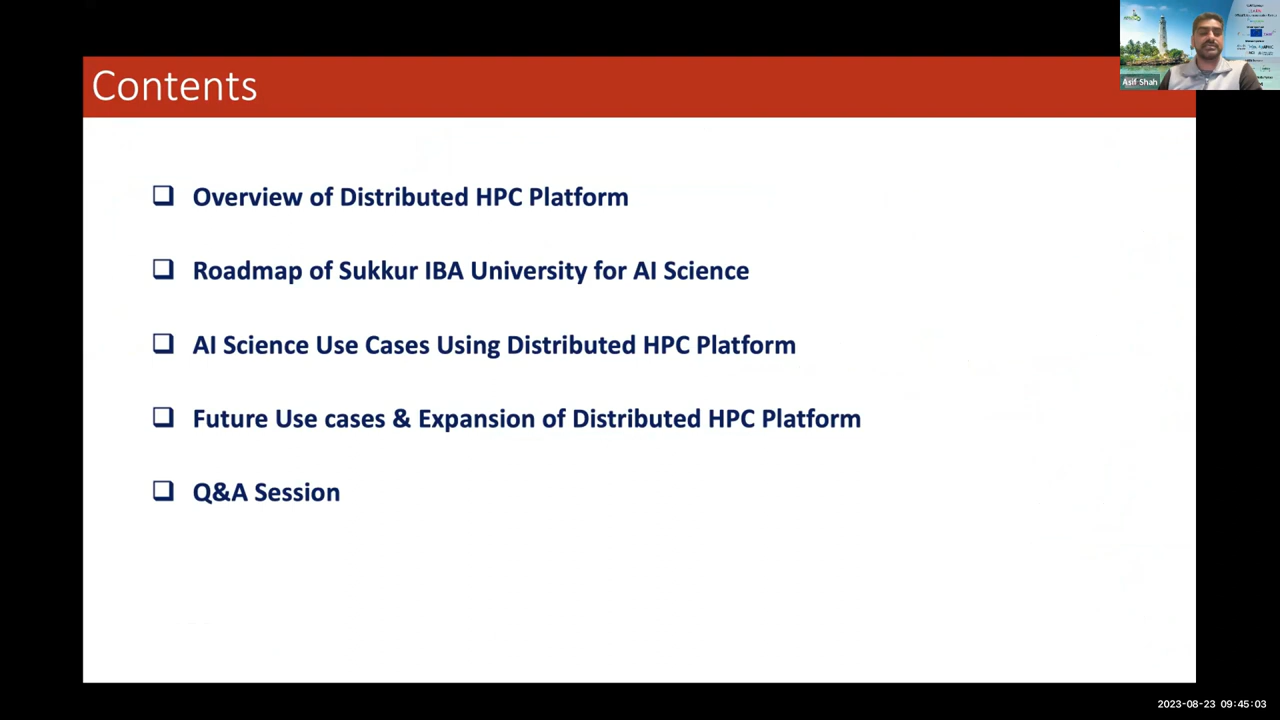 Contents
Overview of Distributed HPC Platform
Roadmap of Sukkur IBA University for AI Science
AI Science Use Cases Using Distributed HPC Platform
Future Use cases & Expansion of Distributed HPC Platform
Q&A Session
Asif Shah
2023-08-23 09:45:03